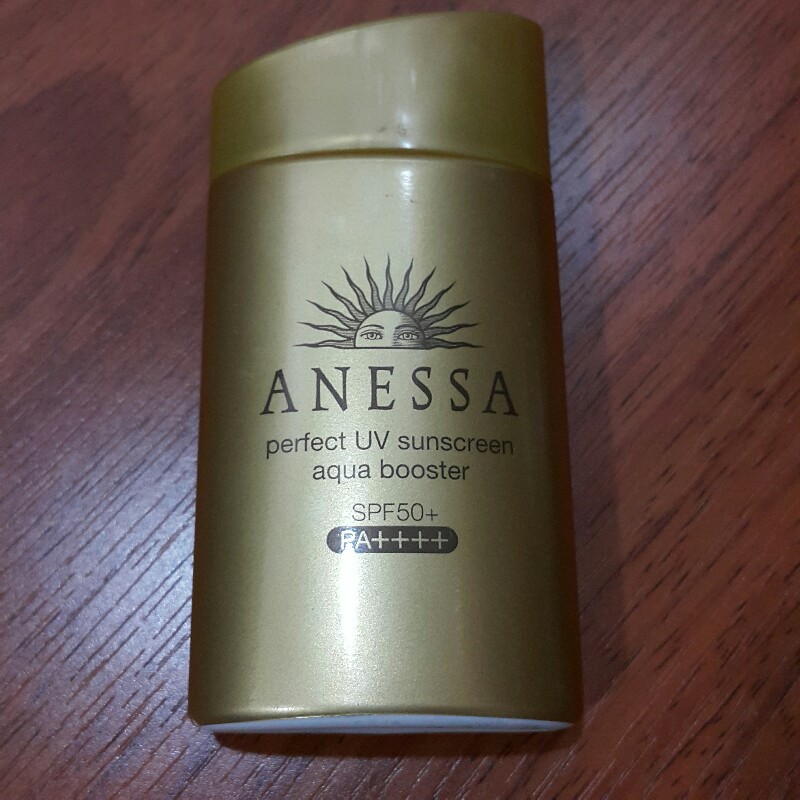 ANESSA
perfect UV sunscreen
aqua booster
SPF50+
PA++++